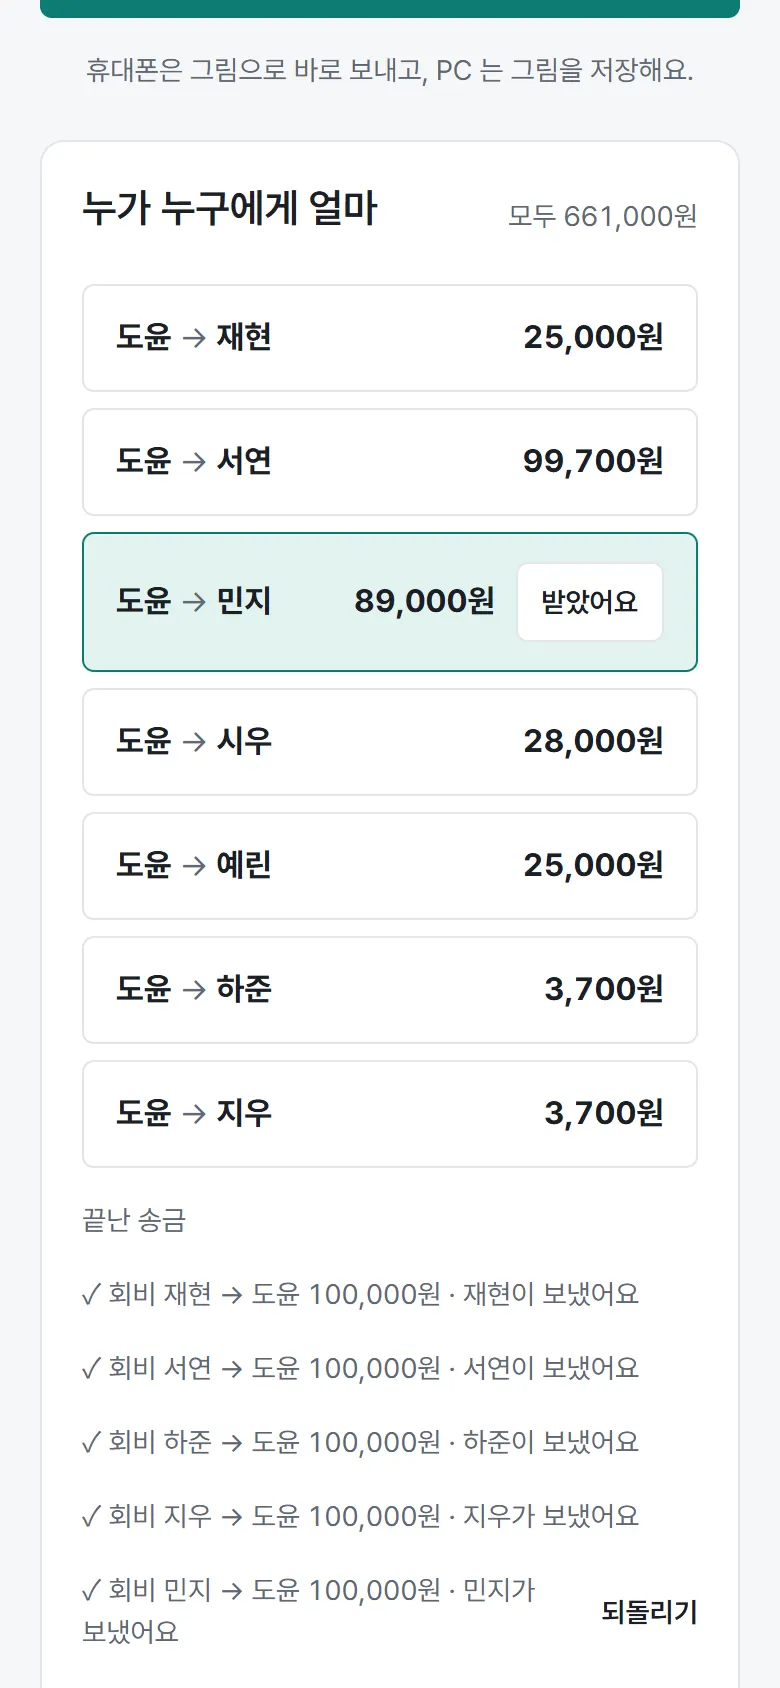 휴대폰은 그림으로 바로 보내고, PC 는 그림을 저장해요.
누가 누구에게 얼마
모두 661,000원
도윤 → 재현 25,000원
도윤 → 서연 99,700원
도윤 → 민지 89,000원 받았어요
도윤 → 시우 28,000원
도윤 → 예린 25,000원
도윤 → 하준 3,700원
도윤 → 지우 3,700원
끝난 송금
✓ 회비 재현 → 도윤 100,000원 · 재현이 보냈어요
✓ 회비 서연 → 도윤 100,000원 · 서연이 보냈어요
✓ 회비 하준 → 도윤 100,000원 · 하준이 보냈어요
✓ 회비 지우 → 도윤 100,000원 · 지우가 보냈어요
✓ 회비 민지 → 도윤 100,000원 · 민지가
보냈어요
되돌리기